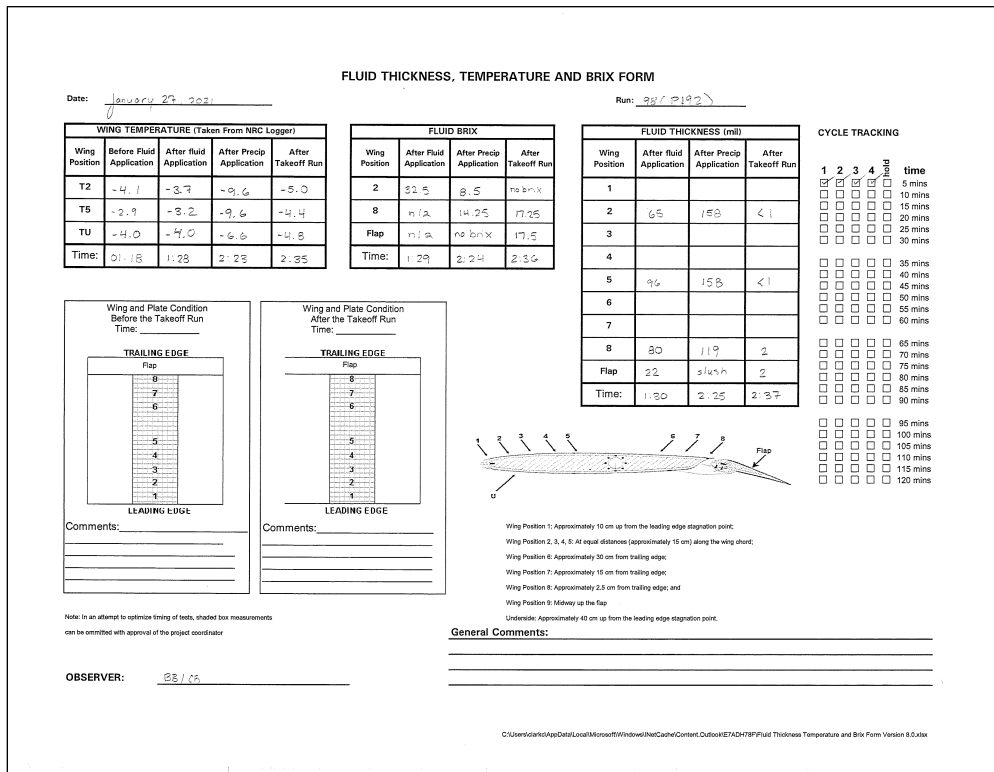 FLUID THICKNESS, TEMPERATURE AND BRIX FORM
Date: January 27, 2021
Run: 98 (P192)
WING TEMPERATURE (Taken From NRC Logger)
Wing Position Before Fluid Application After fluid Application After Precip Application After Takeoff Run
T2 -4.1 -3.7 -9.6 -5.0
T5 -2.9 -3.2 -9.6 -4.4
TU -4.0 -4.0 -6.6 -4.8
Time: 01:18 1:28 2:23 2:35
FLUID BRIX
Wing Position After Fluid Application After Precip Application After Takeoff Run
2 32.5 8.5 no brix
8 n/a 14.25 17.25
Flap n/a no brix 17.5
Time: 1:29 2:24 2:36
FLUID THICKNESS (mil)
Wing Position After fluid Application After Precip Application After Takeoff Run
1
2 65 158 <1
3
4
5 96 158 <1
6
7
8 80 119 2
Flap 22 slush 2
Time: 1:30 2:25 2:37
CYCLE TRACKING
1 2 3 4 hold time
5 mins
10 mins
15 mins
20 mins
25 mins
30 mins
35 mins
40 mins
45 mins
50 mins
55 mins
60 mins
65 mins
70 mins
75 mins
80 mins
85 mins
90 mins
95 mins
100 mins
105 mins
110 mins
115 mins
120 mins
Wing and Plate Condition
Before the Takeoff Run
Time:
TRAILING EDGE
Flap
8
7
6
5
4
3
2
1
LEADING EDGE
Comments:
Wing and Plate Condition
After the Takeoff Run
Time:
TRAILING EDGE
Flap
8
7
6
5
4
3
2
1
LEADING EDGE
Comments:
1 2 3 4 5 6 7 8 Flap
U
Wing Position 1: Approximately 10 cm up from the leading edge stagnation point;
Wing Position 2, 3, 4, 5: At equal distances (approximately 15 cm) along the wing chord;
Wing Position 6: Approximately 30 cm from trailing edge;
Wing Position 7: Approximately 15 cm from trailing edge;
Wing Position 8: Approximately 2.5 cm from trailing edge; and
Wing Position 9: Midway up the flap
Underside: Approximately 40 cm up from the leading edge stagnation point.
Note: In an attempt to optimize timing of tests, shaded box measurements
can be ommitted with approval of the project coordinator
General Comments:
OBSERVER: BB/CB
C:\Users\clarkc\AppData\Local\Microsoft\Windows\INetCache\Content.Outlook\E7ADH78F\Fluid Thickness Temperature and Brix Form Version 8.0.xlsx